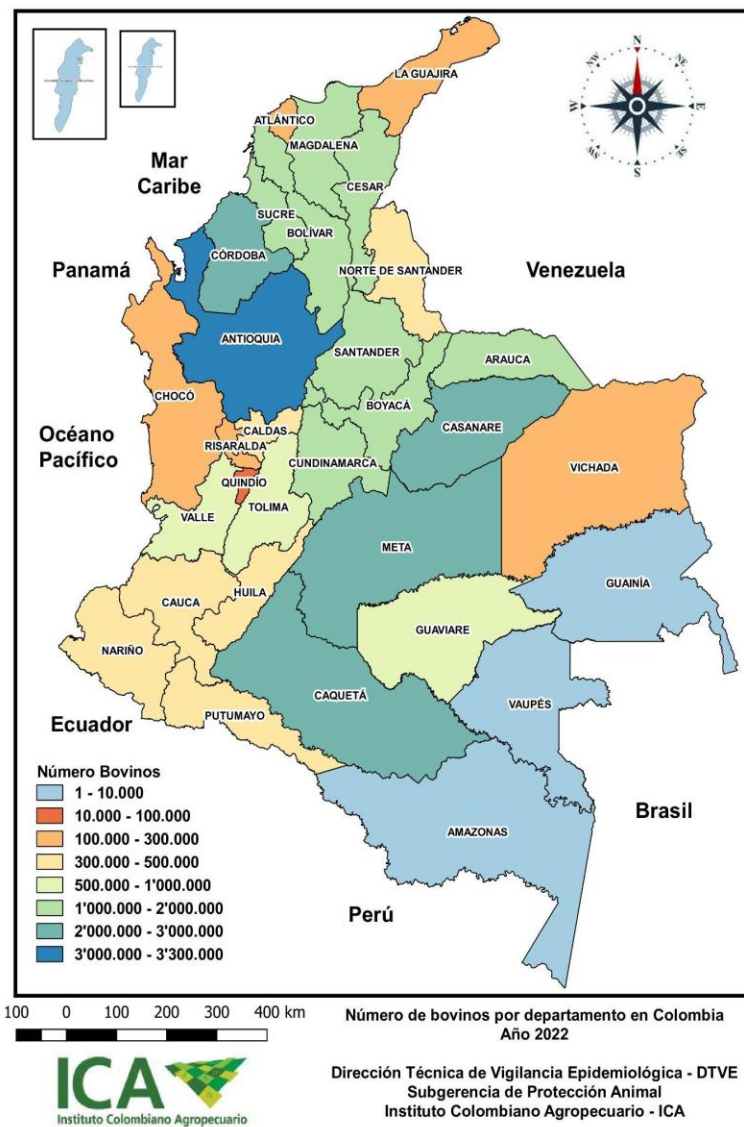 N
NE
E
SE
S
SW
W
NW
LA GUAJIRA
ATLÁNTICO
MAGDALENA
Mar
Caribe
CESAR
SUCRE
BOLÍVAR
CÓRDOBA
Panamá
NORTE DE SANTANDER
Venezuela
ANTIOQUIA
SANTANDER
ARAUCA
CHOCÓ
BOYACÁ
CALDAS
CASANARE
Océano
Pacífico
RISARALDA
CUNDINAMARCA
VICHADA
QUINDÍO
TOLIMA
VALLE
META
GUAINÍA
HUILA
CAUCA
GUAVIARE
NARIÑO
CAQUETÁ
VAUPÉS
PUTUMAYO
Ecuador
Número Bovinos
1 - 10.000
10.000 - 100.000
100.000 - 300.000
300.000 - 500.000
500.000 - 1'000.000
1'000.000 - 2'000.000
2'000.000 - 3'000.000
3'000.000 - 3'300.000
Brasil
AMAZONAS
Perú
100 0 100 200 300 400 km
Número de bovinos por departamento en Colombia
Año 2022
ICA
Instituto Colombiano Agropecuario
Dirección Técnica de Vigilancia Epidemiológica - DTVE
Subgerencia de Protección Animal
Instituto Colombiano Agropecuario - ICA